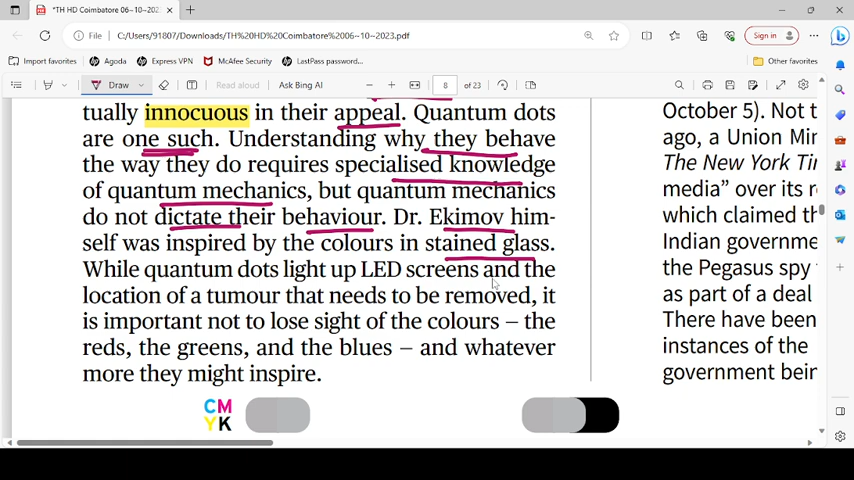 *TH HD Coimbatore 06-10-202
File C:/Users/91807/Downloads/TH%20HD%20Coimbatore%2006-10-2023.pdf
Sign in
Import favorites Agoda Express VPN McAfee Security LastPass password... Other favorites
Draw Read aloud Ask Bing AI 8 of 23
tually innocuous in their appeal. Quantum dots
are one such. Understanding why they behave
the way they do requires specialised knowledge
of quantum mechanics, but quantum mechanics
do not dictate their behaviour. Dr. Ekimov him-
self was inspired by the colours in stained glass.
While quantum dots light up LED screens and the
location of a tumour that needs to be removed, it
is important not to lose sight of the colours – the
reds, the greens, and the blues – and whatever
more they might inspire.
CM
YK
October 5). Not t
ago, a Union Min
The New York Tin
media” over its r
which claimed th
Indian governme
the Pegasus spy
as part of a deal
There have been
instances of the
government bein